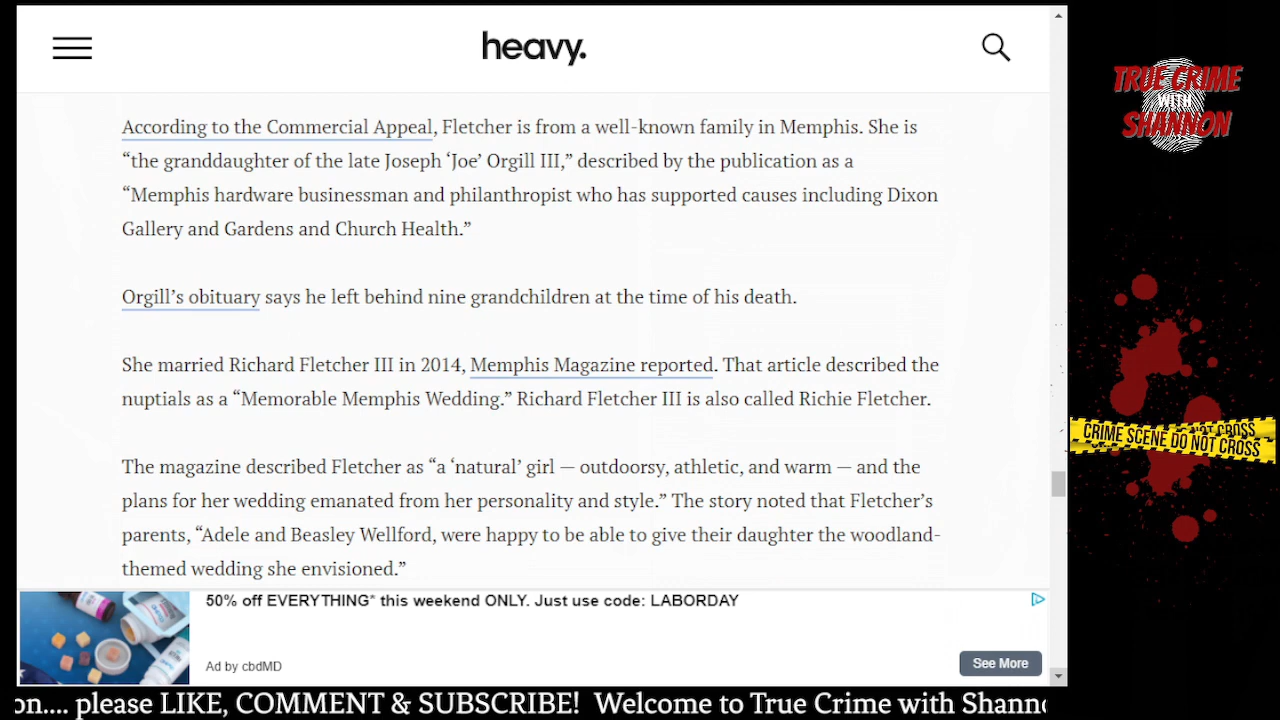 heavy.
TRUE CRIME
WITH
SHANNON
According to the Commercial Appeal, Fletcher is from a well-known family in Memphis. She is
“the granddaughter of the late Joseph ‘Joe’ Orgill III,” described by the publication as a
“Memphis hardware businessman and philanthropist who has supported causes including Dixon
Gallery and Gardens and Church Health.”
Orgill’s obituary says he left behind nine grandchildren at the time of his death.
She married Richard Fletcher III in 2014, Memphis Magazine reported. That article described the
nuptials as a “Memorable Memphis Wedding.” Richard Fletcher III is also called Richie Fletcher.
The magazine described Fletcher as “a ‘natural’ girl — outdoorsy, athletic, and warm — and the
plans for her wedding emanated from her personality and style.” The story noted that Fletcher’s
parents, “Adele and Beasley Wellford, were happy to be able to give their daughter the woodland-
themed wedding she envisioned.”
CROSS
CRIME SCENE DO NOT CROSS
50% off EVERYTHING* this weekend ONLY. Just use code: LABORDAY
Ad by cbdMD
See More
on.... please LIKE, COMMENT & SUBSCRIBE! Welcome to True Crime with Shanno